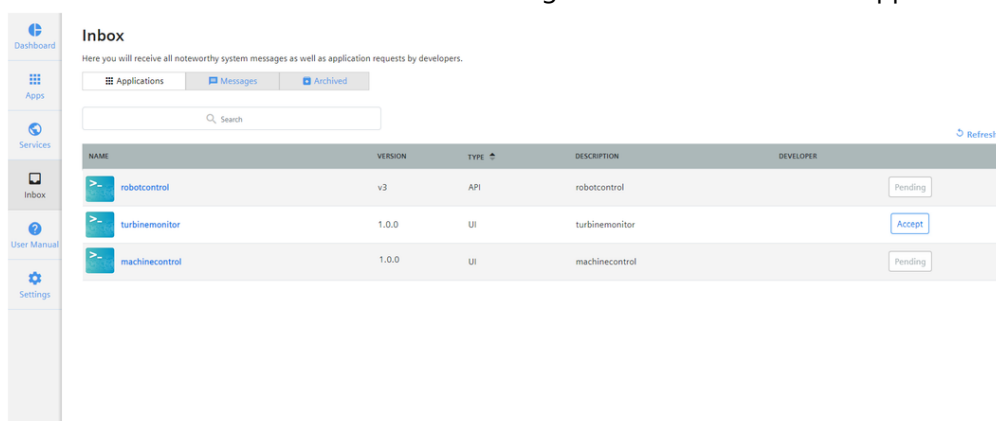 Dashboard
Apps
Services
Inbox
User Manual
Settings
Inbox
Here you will receive all noteworthy system messages as well as application requests by developers.
Applications Messages Archived
Search
Refresh
NAME VERSION TYPE DESCRIPTION DEVELOPER
robotcontrol v3 API robotcontrol Pending
turbinemonitor 1.0.0 UI turbinemonitor Accept
machinecontrol 1.0.0 UI machinecontrol Pending